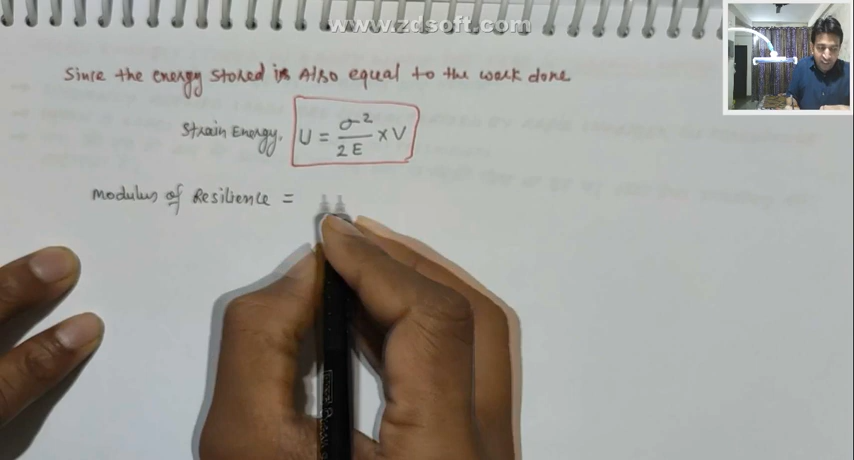 www.zdsoft.com
Since the energy stored is Also equal to the work done
Strain Energy, U = σ²/2E × V
Modulus of Resilience =